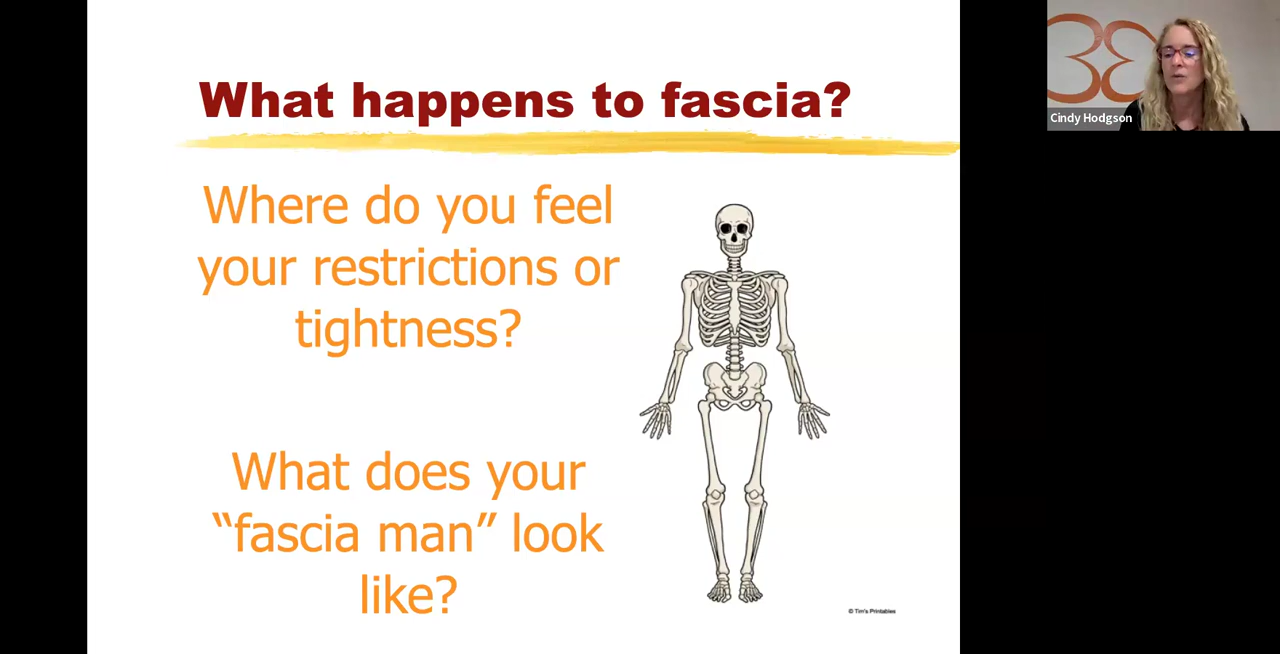 What happens to fascia?
Where do you feel
your restrictions or
tightness?
What does your
“fascia man” look
like?
© Tim's Printables
Cindy Hodgson